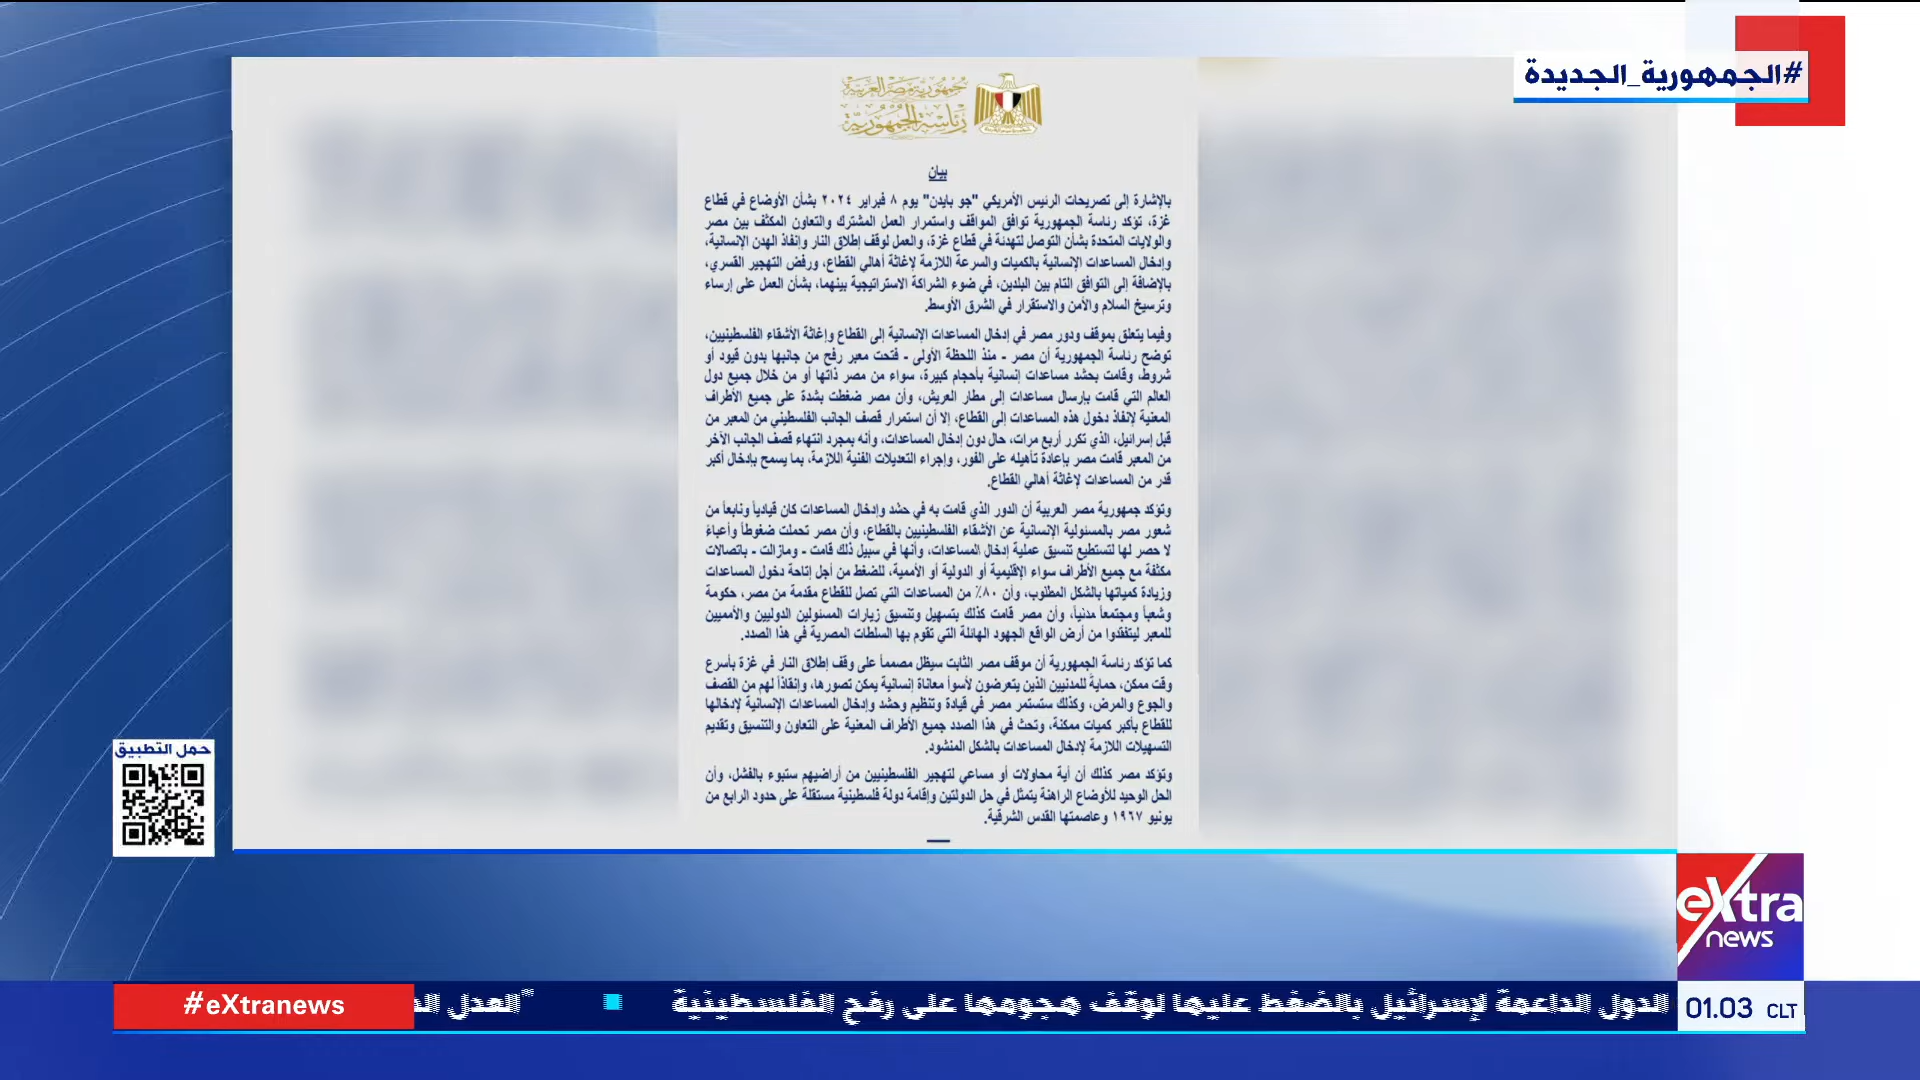 #الجمهورية_الجديدة
جمهورية مصر العربية
رئاسة الجمهورية
بيان
بالإشارة إلى تصريحات الرئيس الأمريكي "جو بايدن" يوم ٨ فبراير ٢٠٢٤ بشأن الأوضاع في قطاع
غزة، تؤكد رئاسة الجمهورية توافق المواقف واستمرار العمل المشترك والتعاون المكثف بين مصر
والولايات المتحدة بشأن التوصل لتهدئة في قطاع غزة، والعمل لوقف إطلاق النار وإنفاذ الهدن الإنسانية،
وإدخال المساعدات الإنسانية بالكميات والسرعة اللازمة لإغاثة أهالي القطاع، ورفض التهجير القسري،
بالإضافة إلى التوافق التام بين البلدين، في ضوء الشراكة الاستراتيجية بينهما، بشأن العمل على إرساء
وترسيخ السلام والأمن والاستقرار في الشرق الأوسط.
وفيما يتعلق بموقف ودور مصر في إدخال المساعدات الإنسانية إلى القطاع وإغاثة الأشقاء الفلسطينيين،
توضح رئاسة الجمهورية أن مصر - منذ اللحظة الأولى - فتحت معبر رفح من جانبها بدون قيود أو
شروط، وقامت بحشد مساعدات إنسانية بأحجام كبيرة، سواء من مصر ذاتها أو من خلال جميع دول
العالم التي قامت بإرسال مساعدات إلى مطار العريش، وأن مصر ضغطت بشدة على جميع الأطراف
المعنية لإنفاذ دخول هذه المساعدات إلى القطاع، إلا أن استمرار قصف الجانب الفلسطيني من المعبر من
قبل إسرائيل، الذي تكرر أربع مرات، حال دون إدخال المساعدات، وأنه بمجرد انتهاء قصف الجانب الآخر
من المعبر قامت مصر بإعادة تأهيله على الفور، وإجراء التعديلات الفنية اللازمة، بما يسمح بإدخال أكبر
قدر من المساعدات لإغاثة أهالي القطاع.
وتؤكد جمهورية مصر العربية أن الدور الذي قامت به في حشد وإدخال المساعدات كان قيادياً ونابعاً من
شعور مصر بالمسئولية الإنسانية عن الأشقاء الفلسطينيين بالقطاع، وأن مصر تحملت ضغوطاً وأعباءً
لا حصر لها لتستطيع تنسيق عملية إدخال المساعدات، وأنها في سبيل ذلك قامت - ومازالت - باتصالات
مكثفة مع جميع الأطراف سواء الإقليمية أو الدولية أو الأممية، للضغط من أجل إتاحة دخول المساعدات
وزيادة كمياتها بالشكل المطلوب، وأن ٨٠٪ من المساعدات التي تصل للقطاع مقدمة من مصر، حكومة
وشعباً ومجتمعاً مدنياً، وأن مصر قامت كذلك بتسهيل وتنسيق زيارات المسئولين الدوليين والأمميين
للمعبر ليتفقدوا من أرض الواقع الجهود الهائلة التي تقوم بها السلطات المصرية في هذا الصدد.
كما تؤكد رئاسة الجمهورية أن موقف مصر الثابت سيظل مصمماً على وقف إطلاق النار في غزة بأسرع
وقت ممكن، حمايةً للمدنيين الذين يتعرضون لأسوأ معاناة إنسانية يمكن تصورها، وإنقاذاً لهم من القصف
والجوع والمرض، وكذلك ستستمر مصر في قيادة وتنظيم وحشد وإدخال المساعدات الإنسانية لإدخالها
للقطاع بأكبر كميات ممكنة، وتحث في هذا الصدد جميع الأطراف المعنية على التعاون والتنسيق وتقديم
التسهيلات اللازمة لإدخال المساعدات بالشكل المنشود.
وتؤكد مصر كذلك أن أية محاولات أو مساعي لتهجير الفلسطينيين من أراضيهم ستبوء بالفشل، وأن
الحل الوحيد للأوضاع الراهنة يتمثل في حل الدولتين وإقامة دولة فلسطينية مستقلة على حدود الرابع من
يونيو ١٩٦٧ وعاصمتها القدس الشرقية.
حمل التطبيق
eXtra
news
الدول الداعمة لإسرائيل بالضغط عليها لوقف هجومها على رفح الفلسطينية ■ "العدل
#eXtranews
01.03 CLT